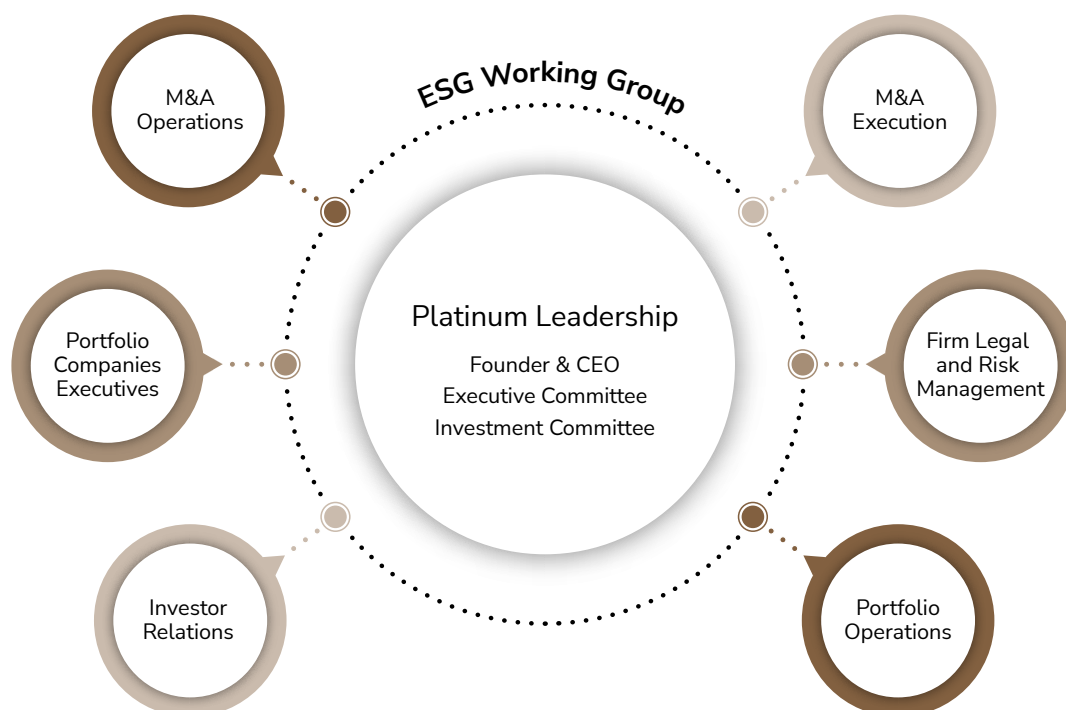 ESG Working Group
M&A
Operations
M&A
Execution
Portfolio
Companies
Executives
Platinum Leadership
Founder & CEO
Executive Committee
Investment Committee
Firm Legal
and Risk
Management
Investor
Relations
Portfolio
Operations